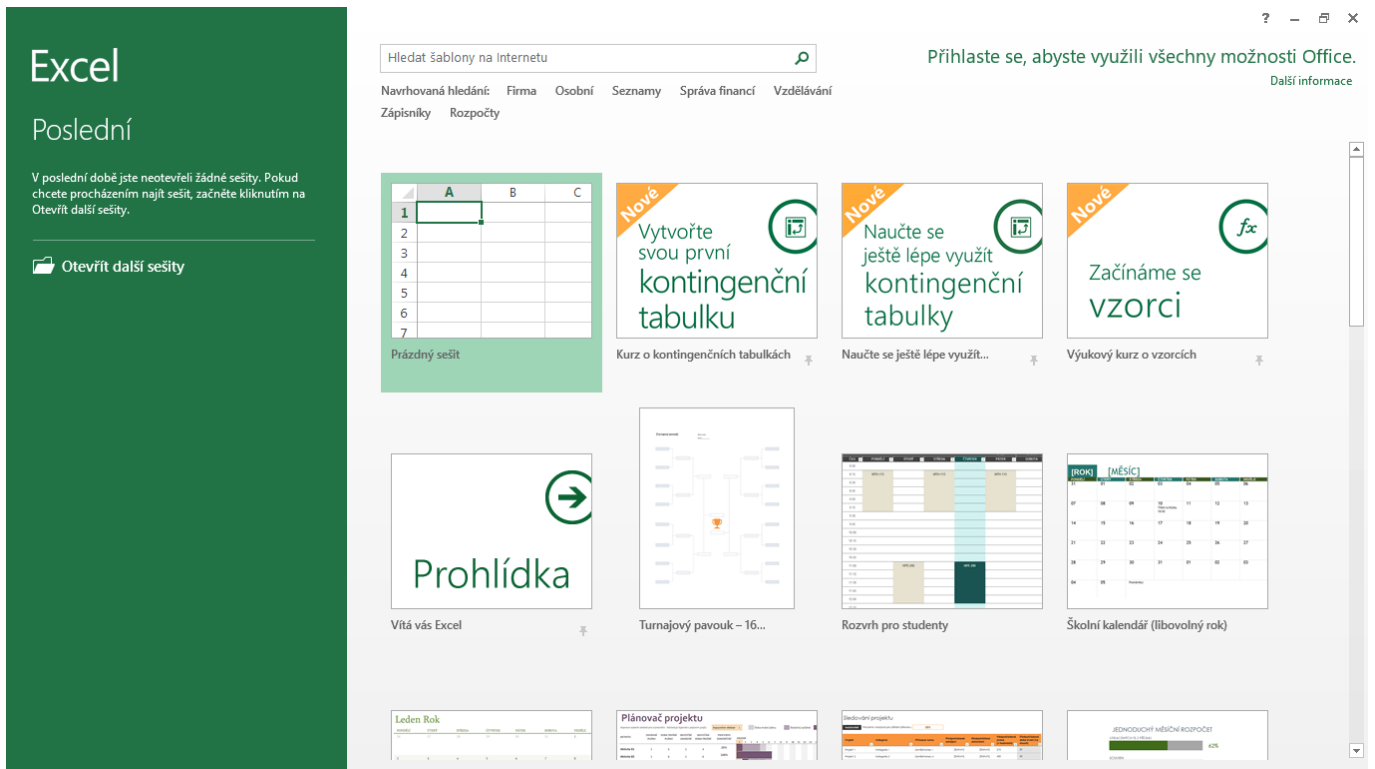 ?
Excel
Poslední
V poslední době jste neotevřeli žádné sešity. Pokud
chcete procházením najít sešit, začněte kliknutím na
Otevřít další sešity.
Otevřít další sešity
Hledat šablony na Internetu
Přihlaste se, abyste využili všechny možnosti Office.
Další informace
Navrhovaná hledání: Firma Osobní Seznamy Správa financí Vzdělávání
Zápisníky Rozpočty
A B C
1
2
3
4
5
6
7
Prázdný sešit
Nové
Vytvořte
svou první
kontingenční
tabulku
Kurz o kontingenčních tabulkách
Nové
Naučte se
ještě lépe využít
kontingenční
tabulky
Naučte se ještě lépe využít...
Nové
fx
Začínáme se
vzorci
Výukový kurz o vzorcích
Prohlídka
Vítá vás Excel
Turnajový pavouk – 16...
Rozvrh pro studenty
[ROK] [MĚSÍC]
Školní kalendář (libovolný rok)
Leden Rok
Plánovač projektu
Sledování projektu
JEDNODUCHÝ MĚSÍČNÍ ROZPOČET
62%